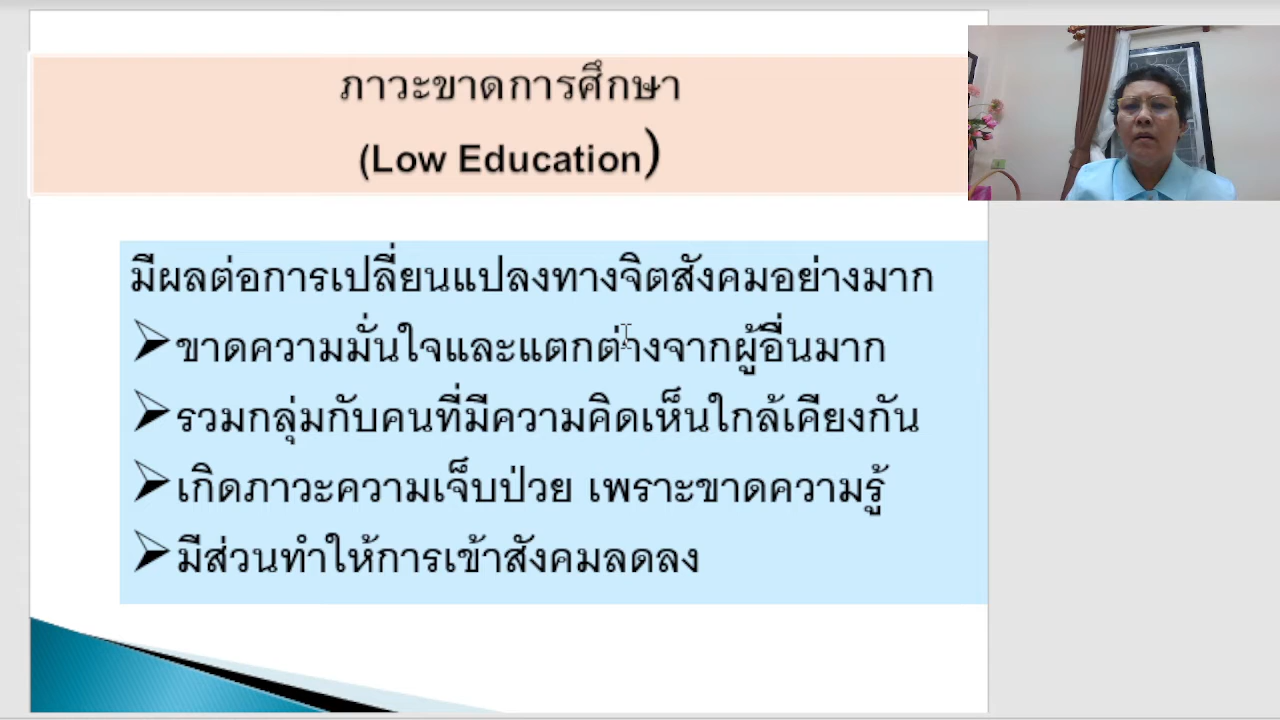 ภาวะขาดการศึกษา
(Low Education)
มีผลต่อการเปลี่ยนแปลงทางจิตสังคมอย่างมาก
ขาดความมั่นใจและแตกต่างจากผู้อื่นมาก
รวมกลุ่มกับคนที่มีความคิดเห็นใกล้เคียงกัน
เกิดภาวะความเจ็บป่วย เพราะขาดความรู้
มีส่วนทำให้การเข้าสังคมลดลง